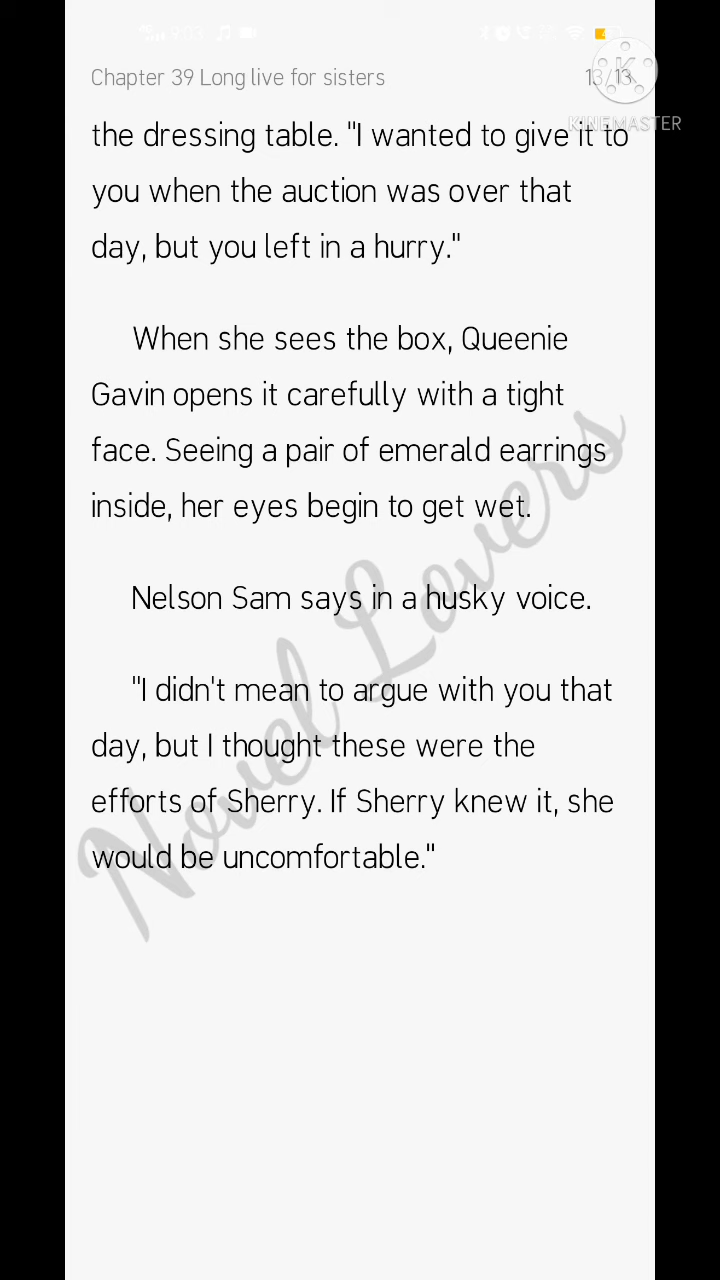 9:03
Chapter 39 Long live for sisters 13/13
KINEMASTER
the dressing table. "I wanted to give it to
you when the auction was over that
day, but you left in a hurry."
When she sees the box, Queenie
Gavin opens it carefully with a tight
face. Seeing a pair of emerald earrings
inside, her eyes begin to get wet.
Nelson Sam says in a husky voice.
"I didn't mean to argue with you that
day, but I thought these were the
efforts of Sherry. If Sherry knew it, she
would be uncomfortable."
Novel Lovers